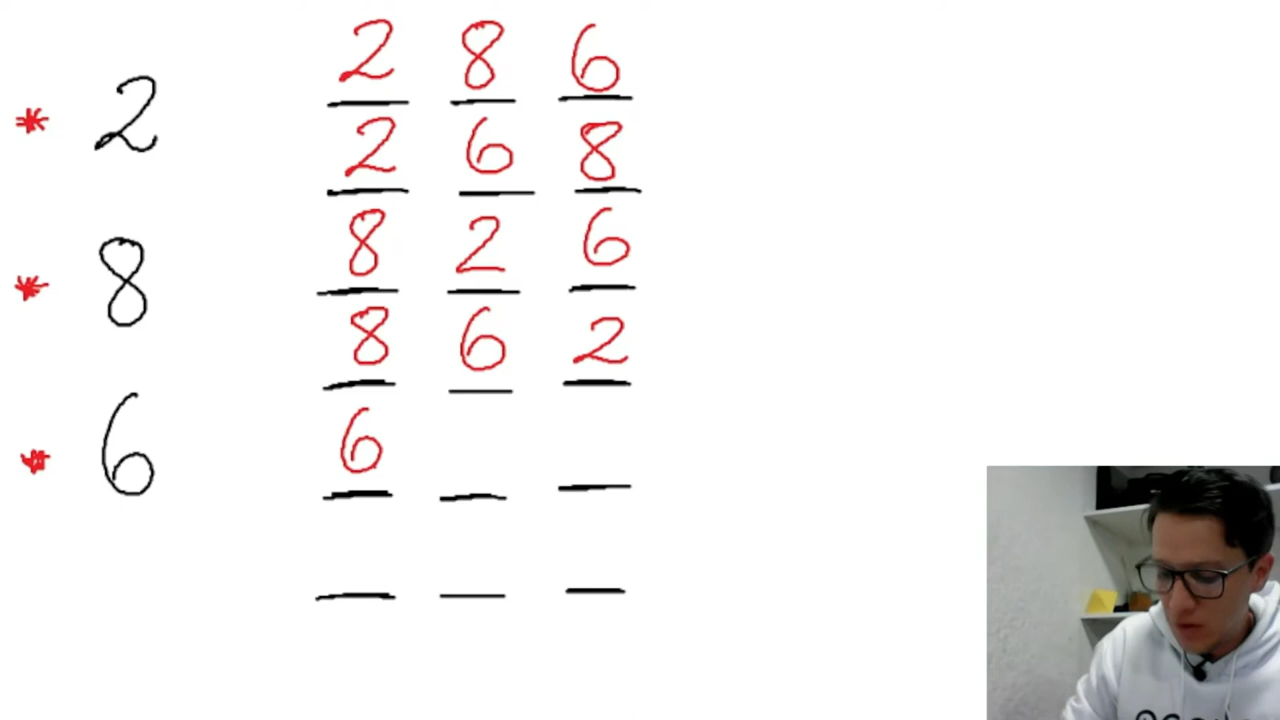 2 8 6
* 2
2 6 8
8 2 6
* 8
8 6 2
6
* 6